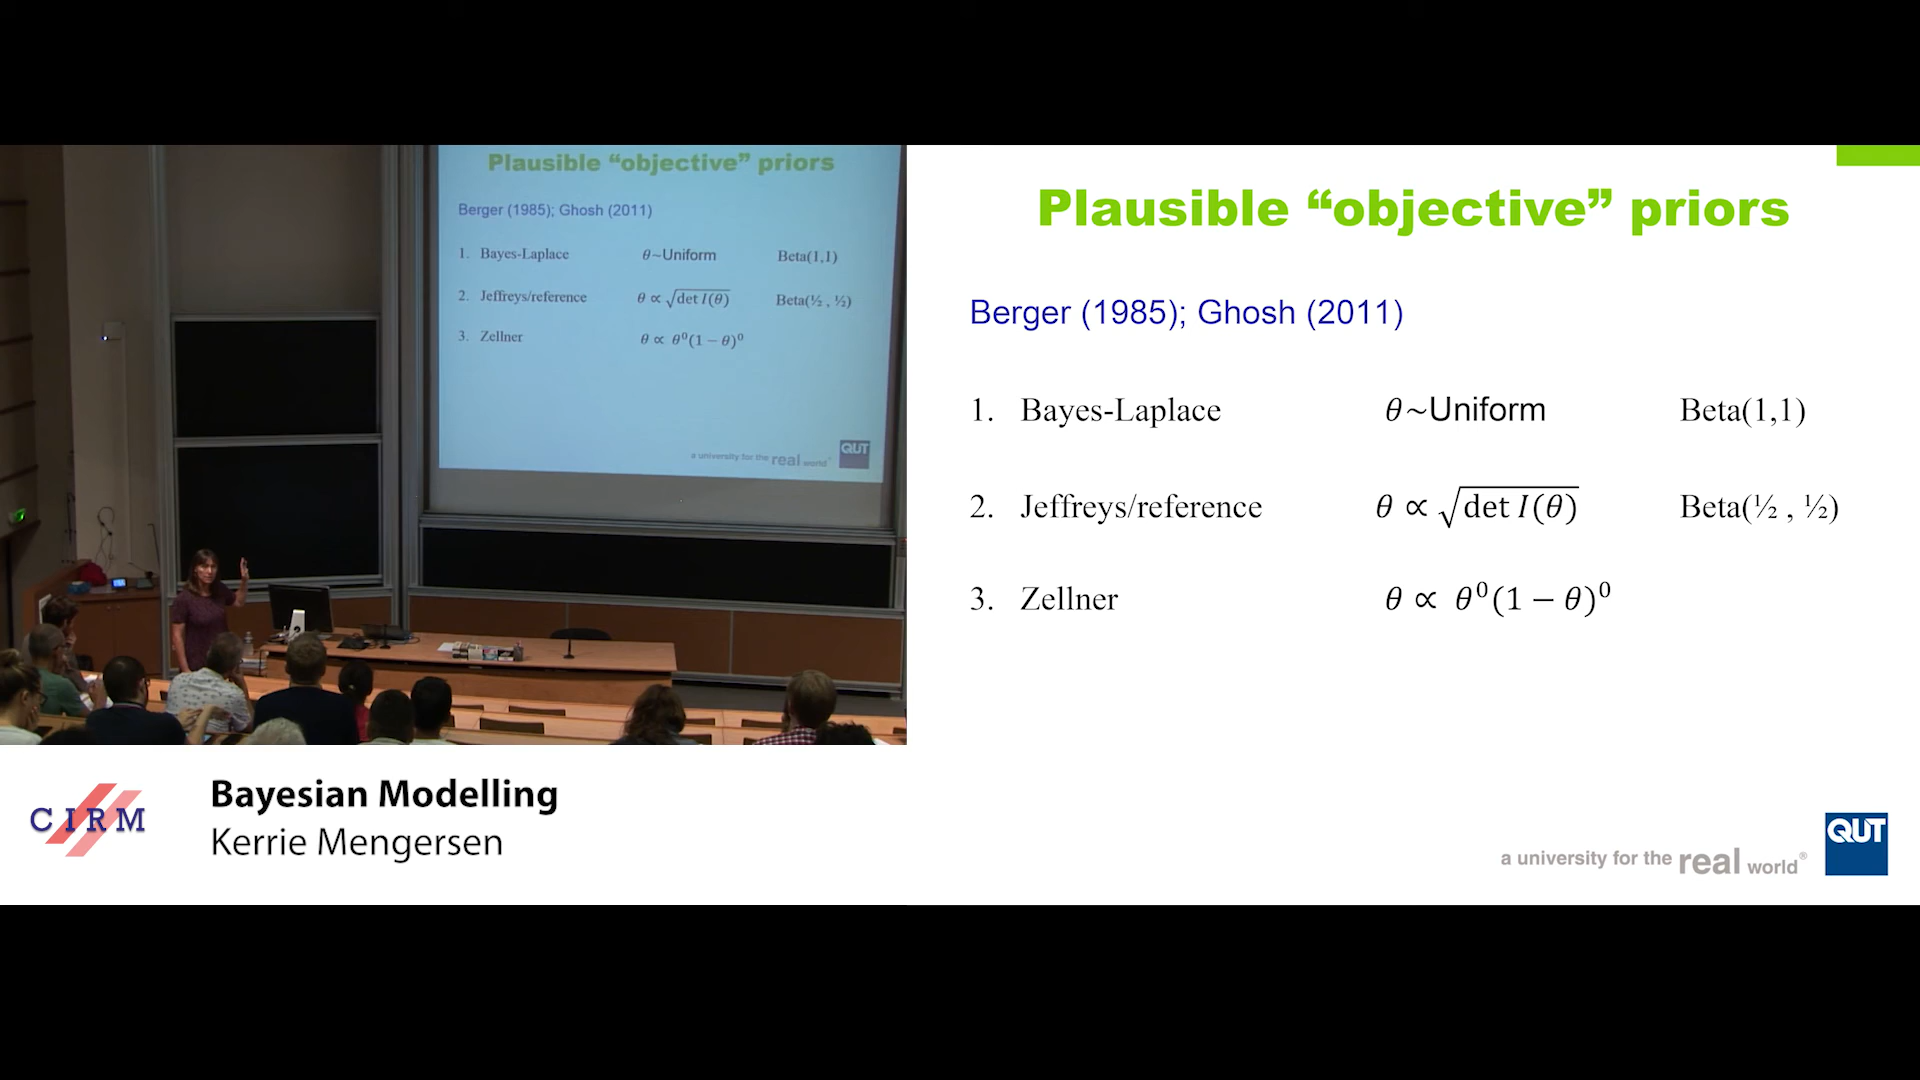 Plausible “objective” priors
Berger (1985); Ghosh (2011)
1. Bayes-Laplace θ~Uniform Beta(1,1)
2. Jeffreys/reference θ ∝ √det I(θ) Beta(½ , ½)
3. Zellner θ ∝ θ⁰(1 − θ)⁰
a university for the real world
QUT
Plausible “objective” priors
Berger (1985); Ghosh (2011)
1. Bayes-Laplace θ~Uniform Beta(1,1)
2. Jeffreys/reference θ ∝ √det I(θ) Beta(½ , ½)
3. Zellner θ ∝ θ⁰(1 − θ)⁰
CIRM
Bayesian Modelling
Kerrie Mengersen
a university for the real world®
QUT